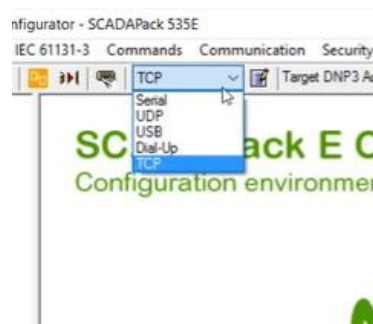 nfigurator - SCADAPack 535E
IEC 61131-3 Commands Communication Security
TCP Target DNP3 A
Serial
UDP
USB
Dial-Up
TCP
SC ack E C
Configuration environme